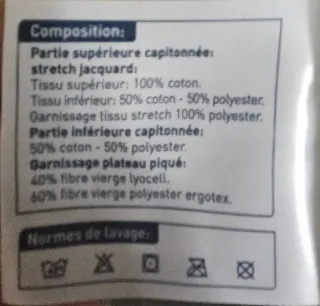 Composition:
Partie supérieure capitonnée:
stretch jacquard:
Tissu supérieur: 100% coton.
Tissu inférieur: 50% coton - 50% polyester.
Garnissage tissu stretch 100% polyester.
Partie inférieure capitonnée:
50% coton - 50% polyester.
Garnissage plateau piqué:
40% fibre vierge lyocell.
60% fibre vierge polyester ergotex.
Normes de lavage: